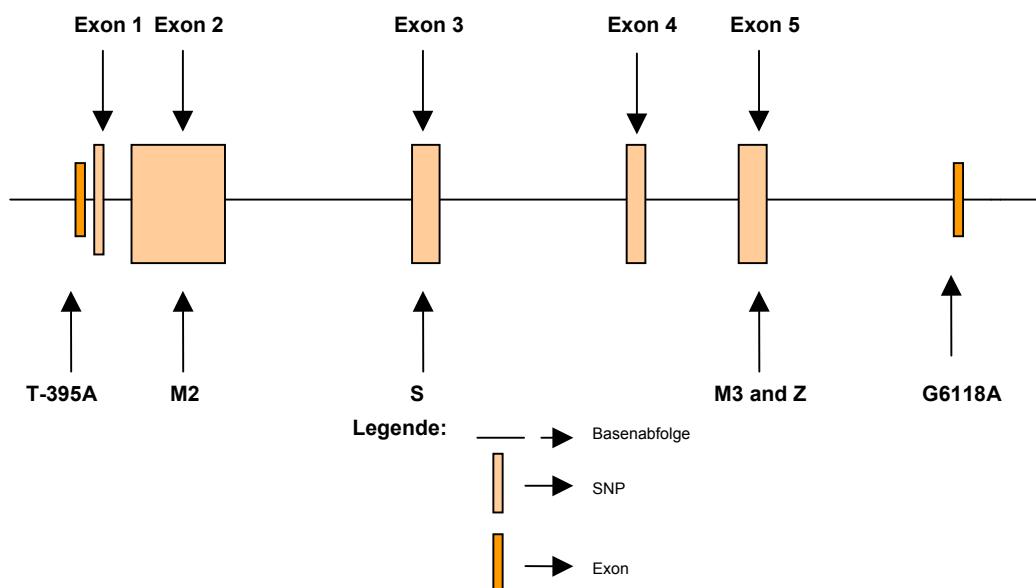 Exon 1 Exon 2 Exon 3 Exon 4 Exon 5
T-395A M2 S M3 and Z G6118A
Legende:
Basenabfolge
SNP
Exon